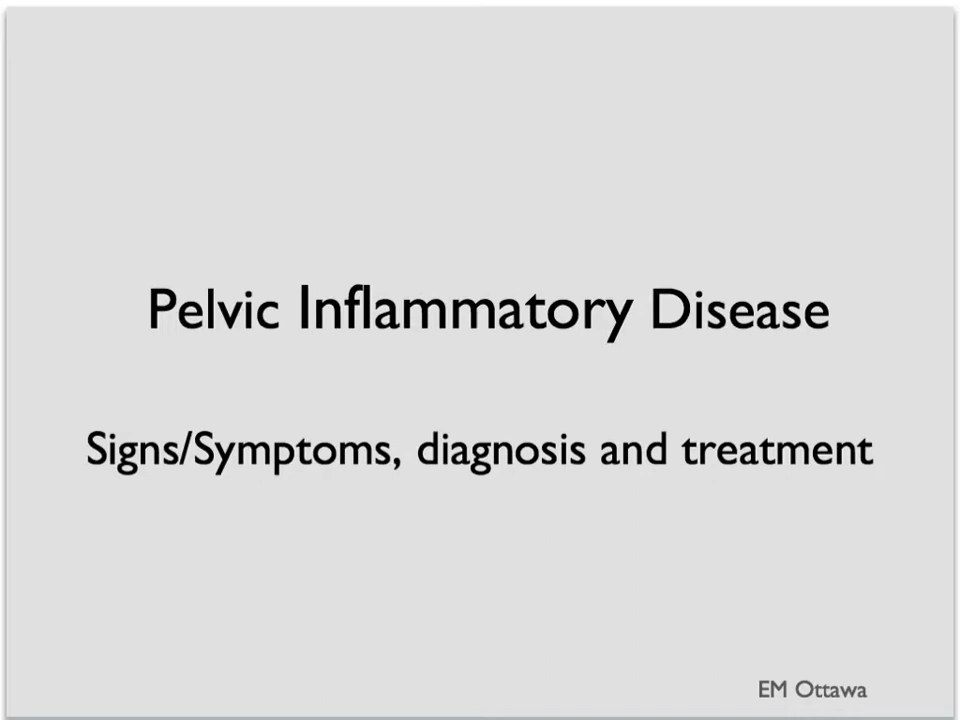 Pelvic Inflammatory Disease
Signs/Symptoms, diagnosis and treatment
EM Ottawa